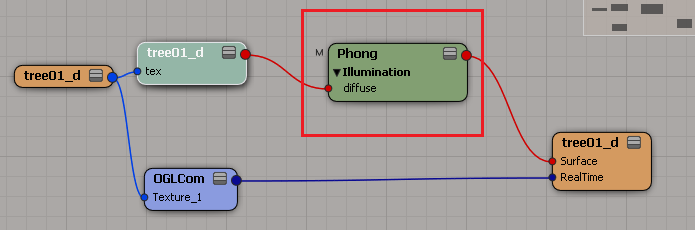 tree01_d
tree01_d
tex
M
Phong
▼Illumination
diffuse
OGLCom
Texture_1
tree01_d
Surface
RealTime